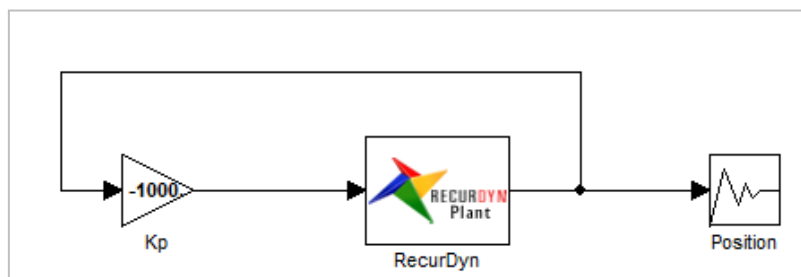 -1000
RECURDYN
Plant
Kp
RecurDyn
Position